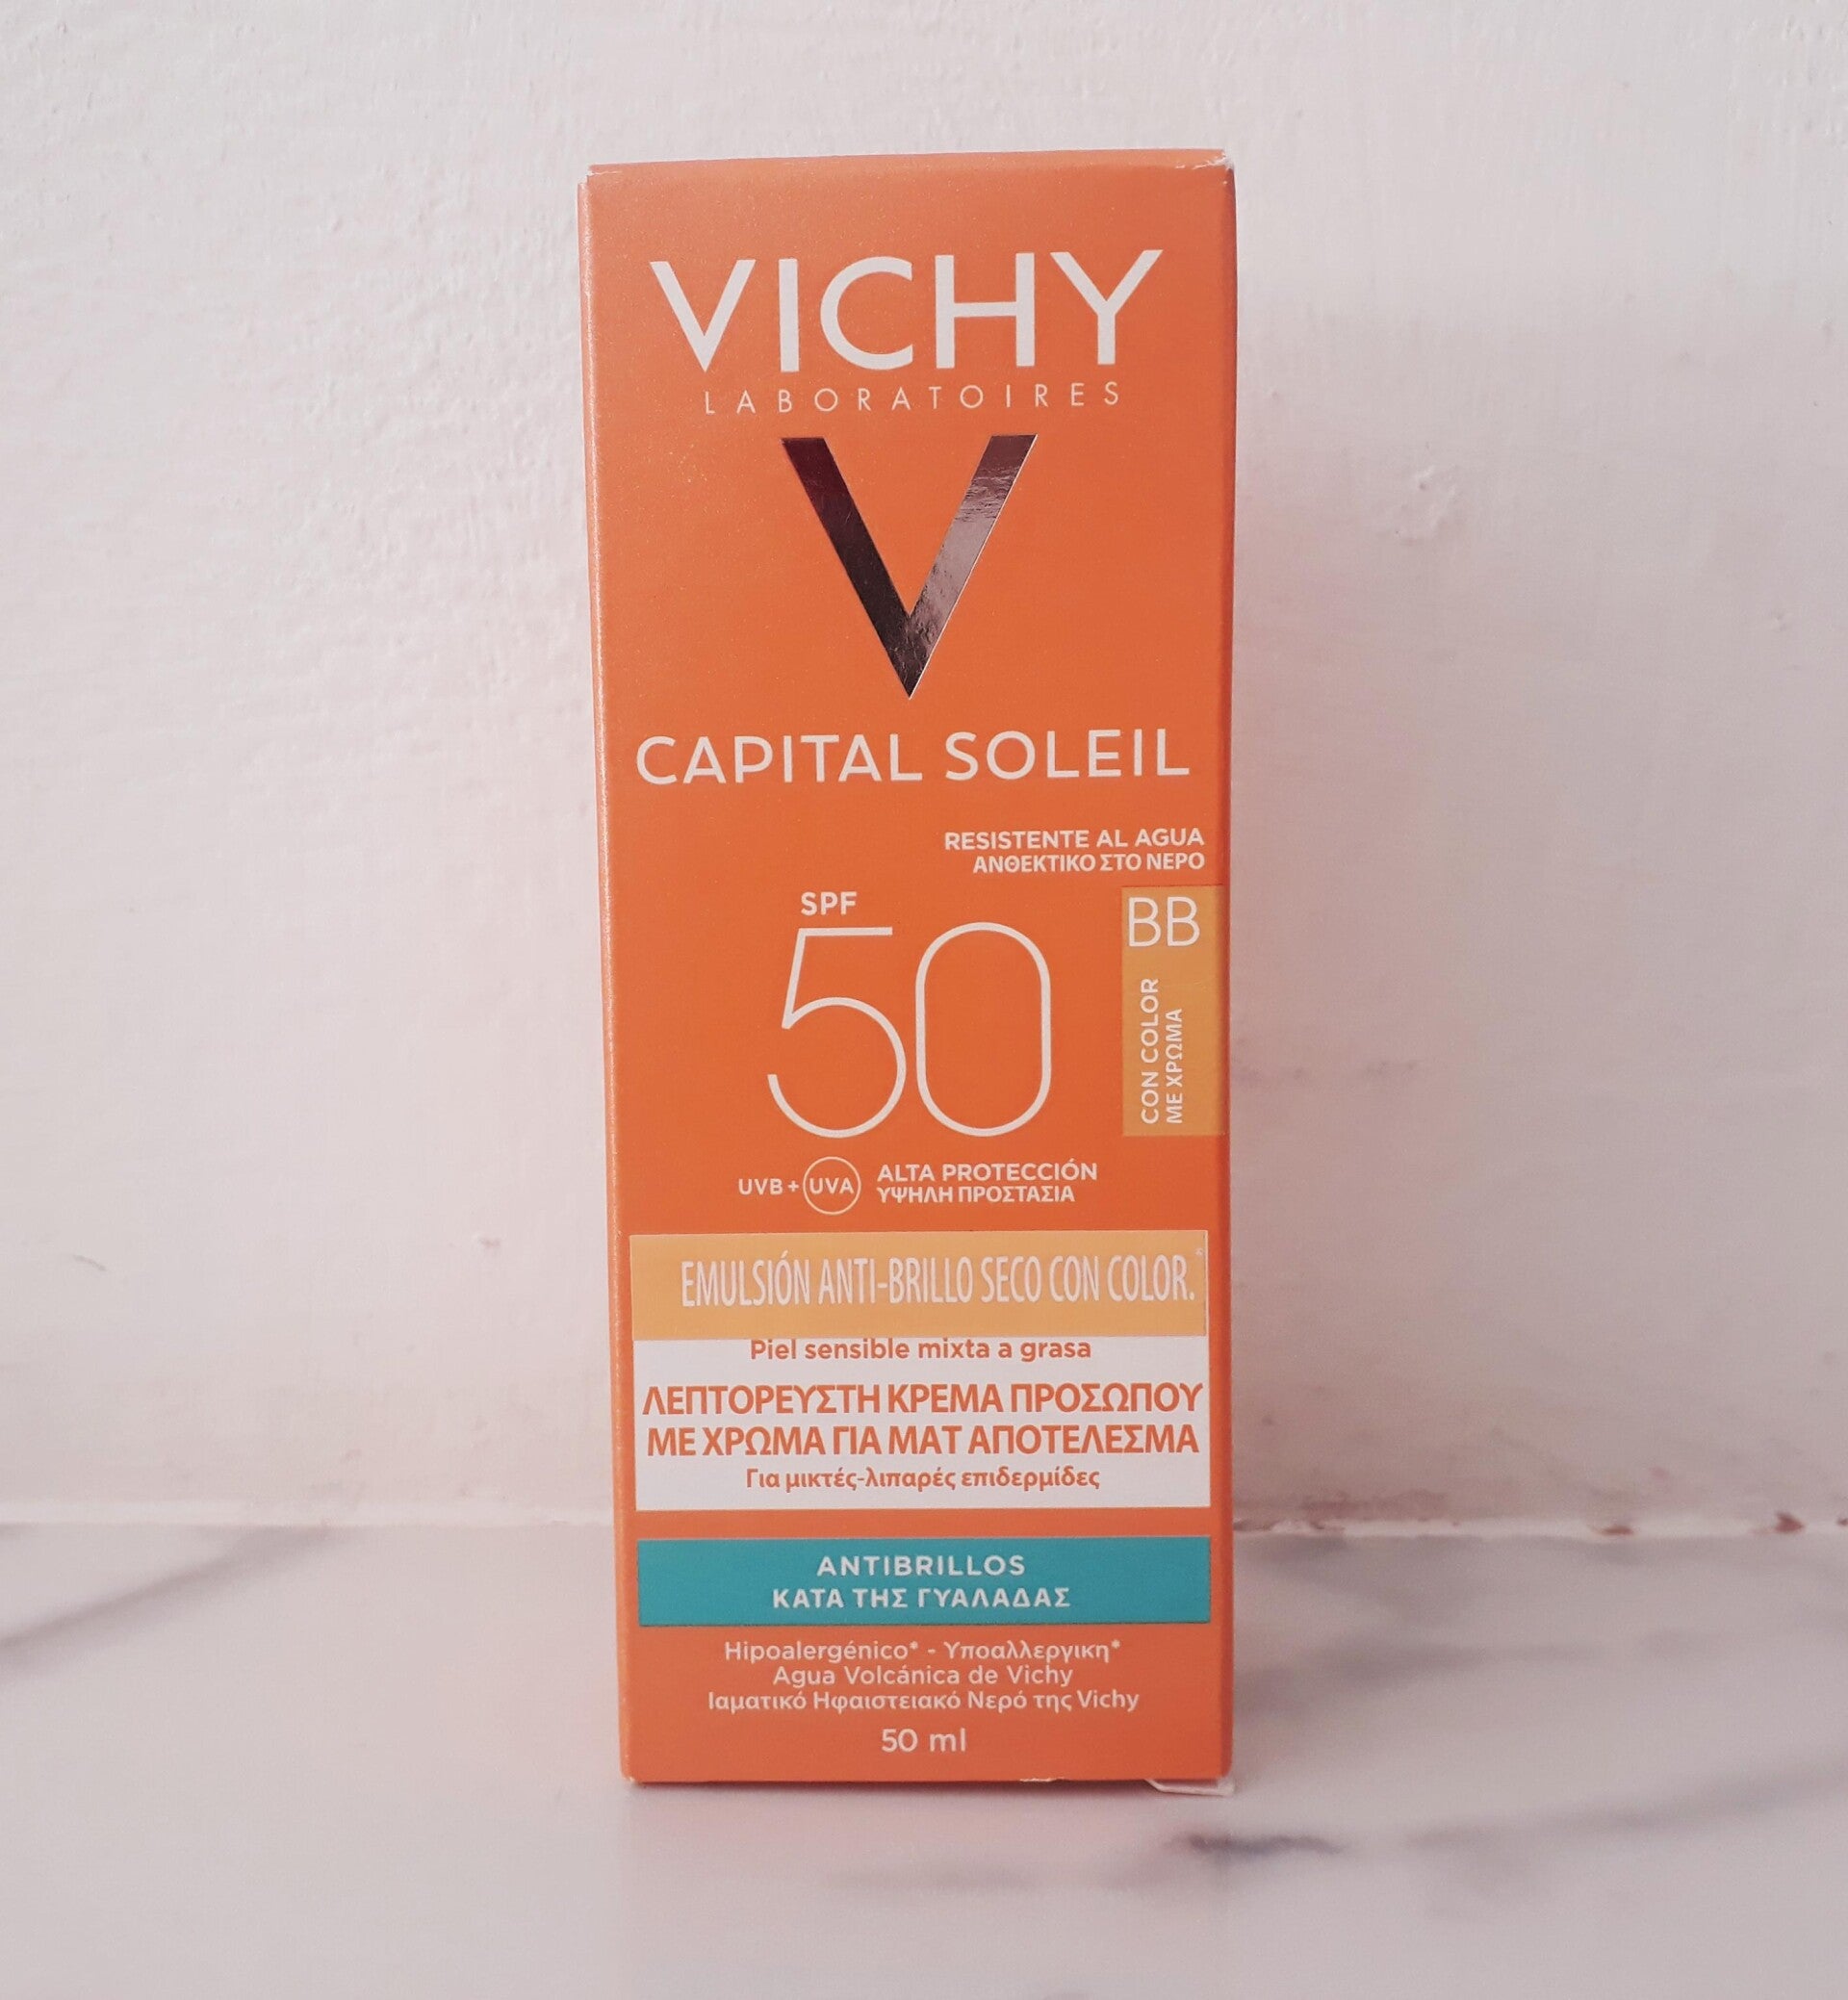 VICHY
LABORATOIRES
V
CAPITAL SOLEIL
RESISTENTE AL AGUA
ΑΝΘΕΚΤΙΚΟ ΣΤΟ ΝΕΡΟ
SPF
50
BB
CON COLOR
ΜΕ ΧΡΩΜΑ
UVB + UVA
ALTA PROTECCIÓN
ΥΨΗΛΗ ΠΡΟΣΤΑΣΙΑ
EMULSIÓN ANTI-BRILLO SECO CON COLOR.
Piel sensible mixta a grasa
ΛΕΠΤΟΡΕΥΣΤΗ ΚΡΕΜΑ ΠΡΟΣΩΠΟΥ
ΜΕ ΧΡΩΜΑ ΓΙΑ ΜΑΤ ΑΠΟΤΕΛΕΣΜΑ
Για μικτές-λιπαρές επιδερμίδες
ANTIBRILLOS
ΚΑΤΑ ΤΗΣ ΓΥΑΛΑΔΑΣ
Hipoalergénico* - Υποαλλεργικη*
Agua Volcánica de Vichy
Ιαματικό Ηφαιστειακό Νερό της Vichy
50 ml